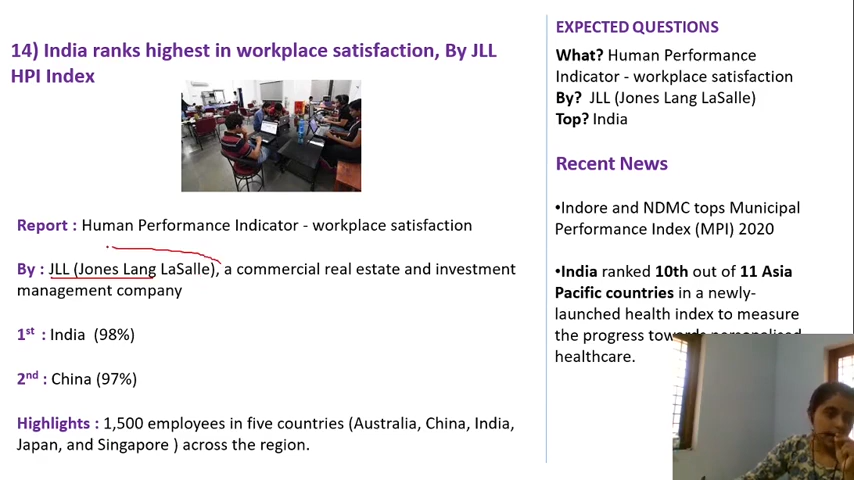 14) India ranks highest in workplace satisfaction, By JLL
HPI Index
Report : Human Performance Indicator - workplace satisfaction
By : JLL (Jones Lang LaSalle), a commercial real estate and investment
management company
1st : India  (98%)
2nd : China (97%)
Highlights : 1,500 employees in five countries (Australia, China, India,
Japan, and Singapore ) across the region.
EXPECTED QUESTIONS
What? Human Performance
Indicator - workplace satisfaction
By?  JLL (Jones Lang LaSalle)
Top? India
Recent News
•Indore and NDMC tops Municipal
Performance Index (MPI) 2020
•India ranked 10th out of 11 Asia
Pacific countries in a newly-
launched health index to measure
the progress towards personalised
healthcare.